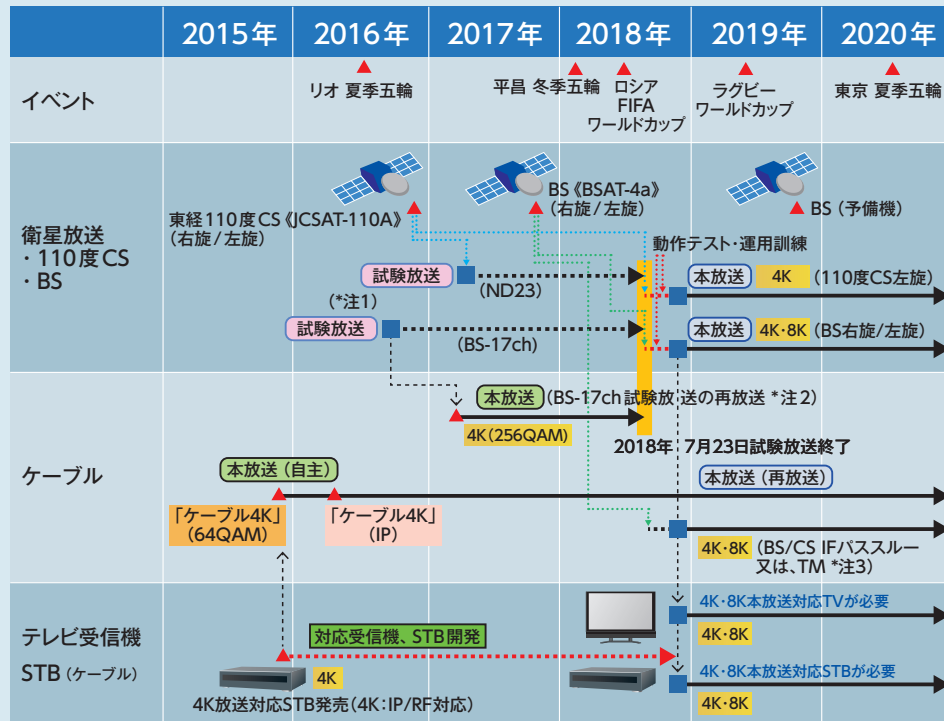 2015年 2016年 2017年 2018年 2019年 2020年
イベント
リオ 夏季五輪
平昌 冬季五輪
ロシア
FIFA
ワールドカップ
ラグビー
ワールドカップ
東京 夏季五輪
衛星放送
・110度CS
・BS
東経110度CS《JCSAT-110A》
(右旋/左旋)
BS《BSAT-4a》
(右旋/左旋)
BS(予備機)
動作テスト・運用訓練
試験放送
(ND23)
本放送 4K (110度CS左旋)
(*注1)
試験放送
(BS-17ch)
本放送 4K・8K (BS右旋/左旋)
ケーブル
本放送 (BS-17ch試験放送の再放送 *注2)
4K(256QAM)
2018年 7月23日試験放送終了
本放送(自主)
本放送(再放送)
「ケーブル4K」
(64QAM)
「ケーブル4K」
(IP)
4K・8K (BS/CS IFパススルー
又は、TM *注3)
テレビ受信機
STB(ケーブル)
4K・8K本放送対応TVが必要
4K・8K
対応受信機、STB開発
4K
4K放送対応STB発売(4K:IP/RF対応)
4K・8K本放送対応STBが必要
4K・8K